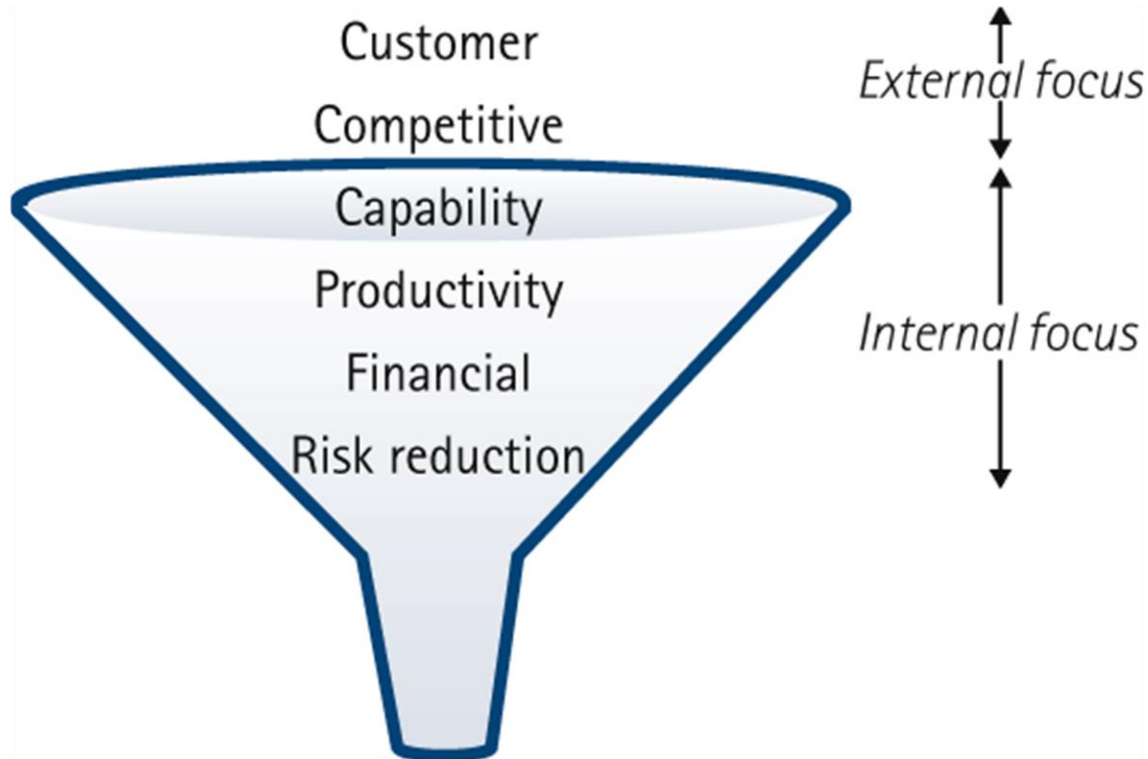 Customer
External focus
Competitive
Capability
Productivity
Internal focus
Financial
Risk reduction